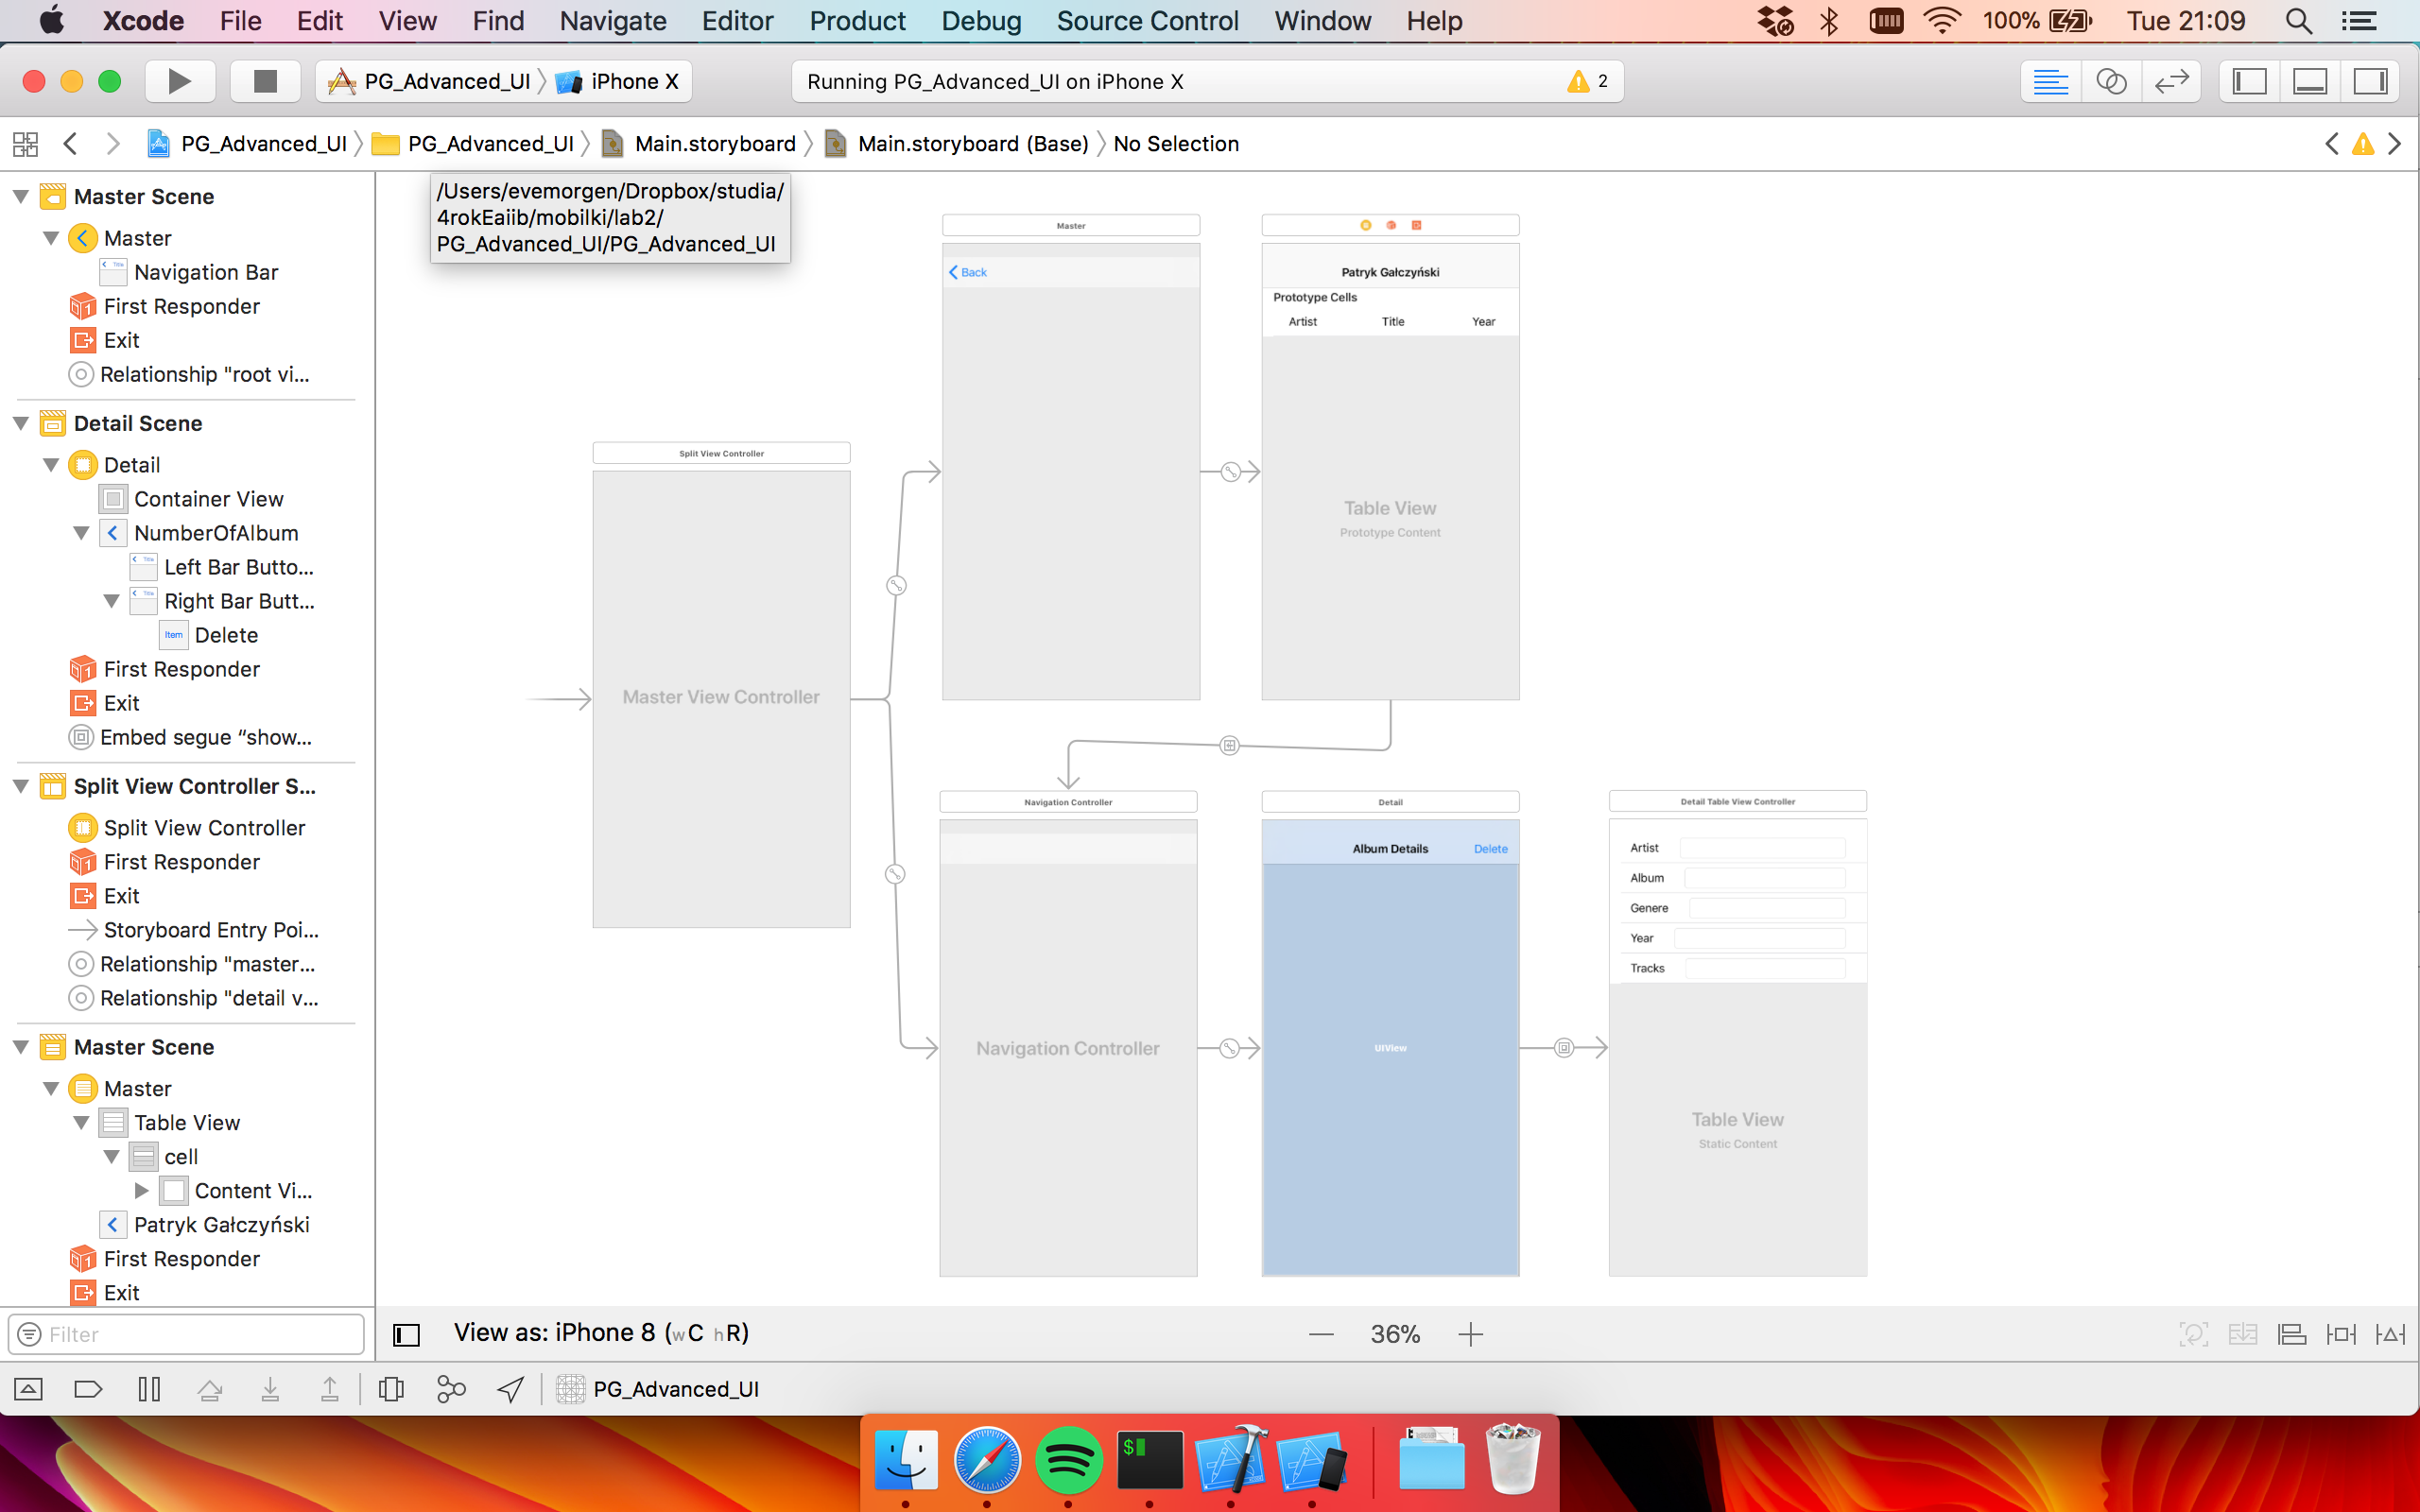 Xcode File Edit View Find Navigate Editor Product Debug Source Control Window Help 100% Tue 21:09
PG_Advanced_UI iPhone X Running PG_Advanced_UI on iPhone X 2
PG_Advanced_UI PG_Advanced_UI Main.storyboard Main.storyboard (Base) No Selection
/Users/evemorgen/Dropbox/studia/
4rokEaiib/mobilki/lab2/
PG_Advanced_UI/PG_Advanced_UI
Master Scene
Master
Navigation Bar
First Responder
Exit
Relationship "root vi...
Detail Scene
Detail
Container View
NumberOfAlbum
Left Bar Butto...
Right Bar Butt...
Item Delete
First Responder
Exit
Embed segue “show...
Split View Controller S...
Split View Controller
First Responder
Exit
Storyboard Entry Poi...
Relationship "master...
Relationship "detail v...
Master Scene
Master
Table View
cell
Content Vi...
Patryk Gałczyński
First Responder
Exit
Filter
Split View Controller
Master View Controller
Master
Back
Patryk Gałczyński
Prototype Cells
Artist Title Year
Table View
Prototype Content
Navigation Controller
Navigation Controller
Detail
Album Details Delete
UIView
Detail Table View Controller
Artist
Album
Genere
Year
Tracks
Table View
Static Content
View as: iPhone 8 (wC hR) 36%
PG_Advanced_UI
$